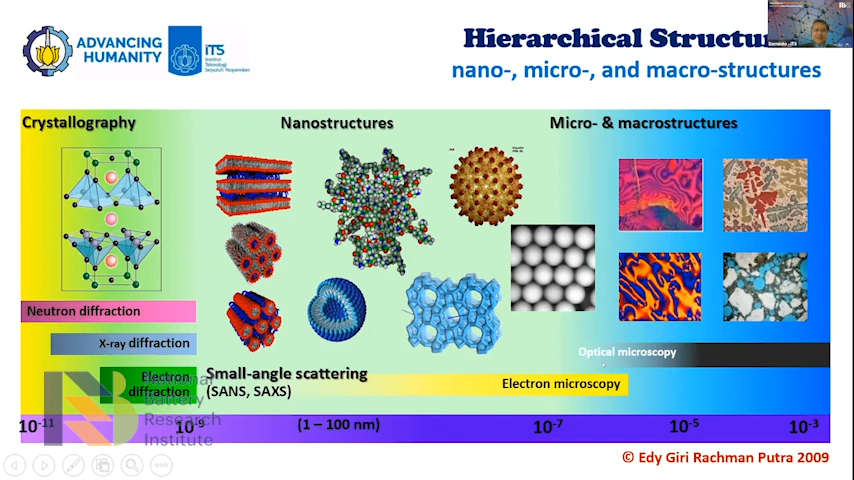 ADVANCING
HUMANITY
ITS
Institut
Teknologi
Sepuluh Nopember
Hierarchical Structu
nano-, micro-, and macro-structures
Crystallography
Nanostructures
Micro- & macrostructures
Neutron diffraction
X-ray diffraction
Electron
diffraction
Small-angle scattering
(SANS, SAXS)
Optical microscopy
Electron microscopy
National
Battery
Research
Institute
10-11
10-9
(1 – 100 nm)
10-7
10-5
10-3
© Edy Giri Rachman Putra 2009